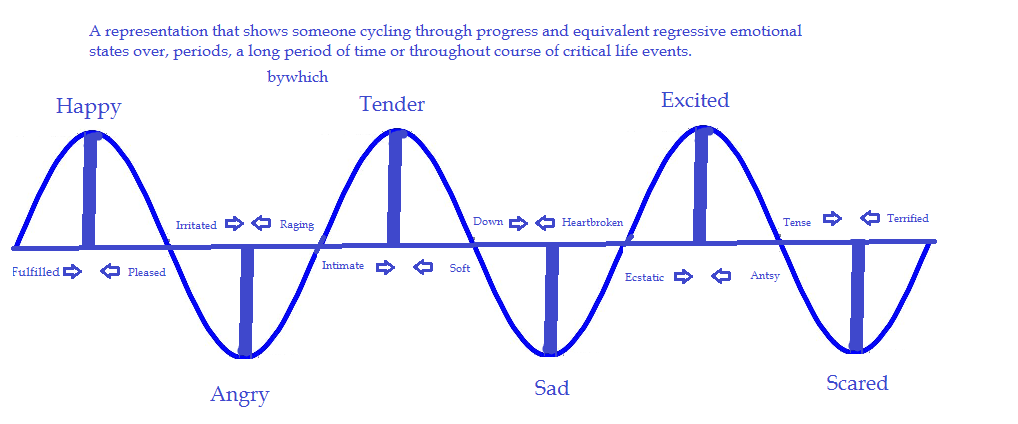 A representation that shows someone cycling through progress and equivalent regressive emotional
states over, periods, a long period of time or throughout course of critical life events.
bywhich
Happy
Tender
Excited
Irritated
Raging
Down
Heartbroken
Tense
Terrified
Fulfilled
Pleased
Intimate
Soft
Ecstatic
Antsy
Angry
Sad
Scared